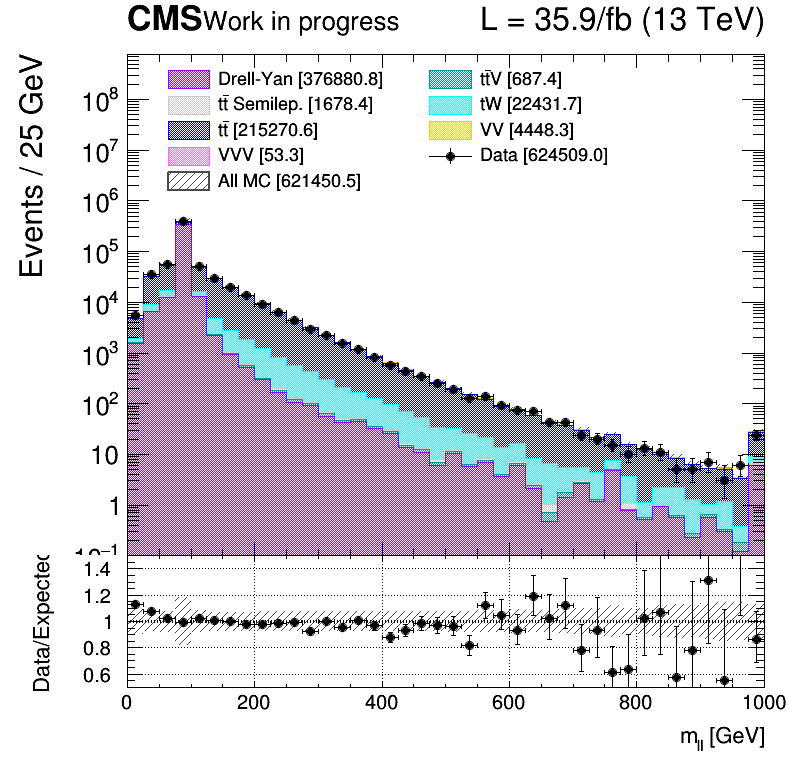 CMS Work in progress L = 35.9/fb (13 TeV)
Events / 25 GeV
Drell-Yan [376880.8]
tt̄ Semilep. [1678.4]
tt̄ [215270.6]
VVV [53.3]
All MC [621450.5]
tt̄V [687.4]
tW [22431.7]
VV [4448.3]
Data [624509.0]
10⁸
10⁷
10⁶
10⁵
10⁴
10³
10²
10
1
10⁻¹
Data/Expected
1.4
1.2
1
0.8
0.6
0 200 400 600 800 1000
m_ll [GeV]